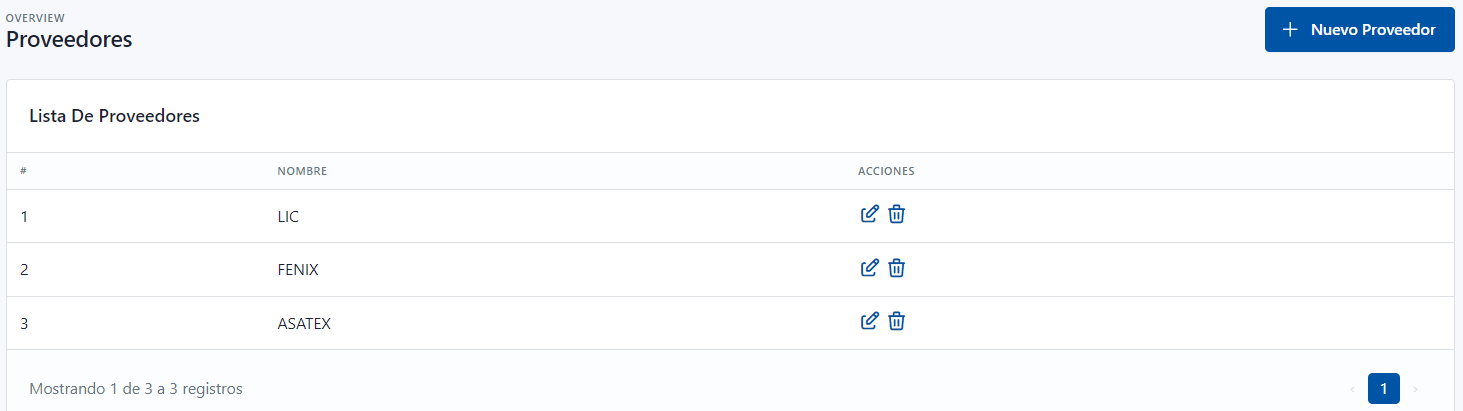 OVERVIEW
Proveedores
Nuevo Proveedor
Lista De Proveedores
# NOMBRE ACCIONES
1 LIC
2 FENIX
3 ASATEX
Mostrando 1 de 3 a 3 registros
‹ 1 ›